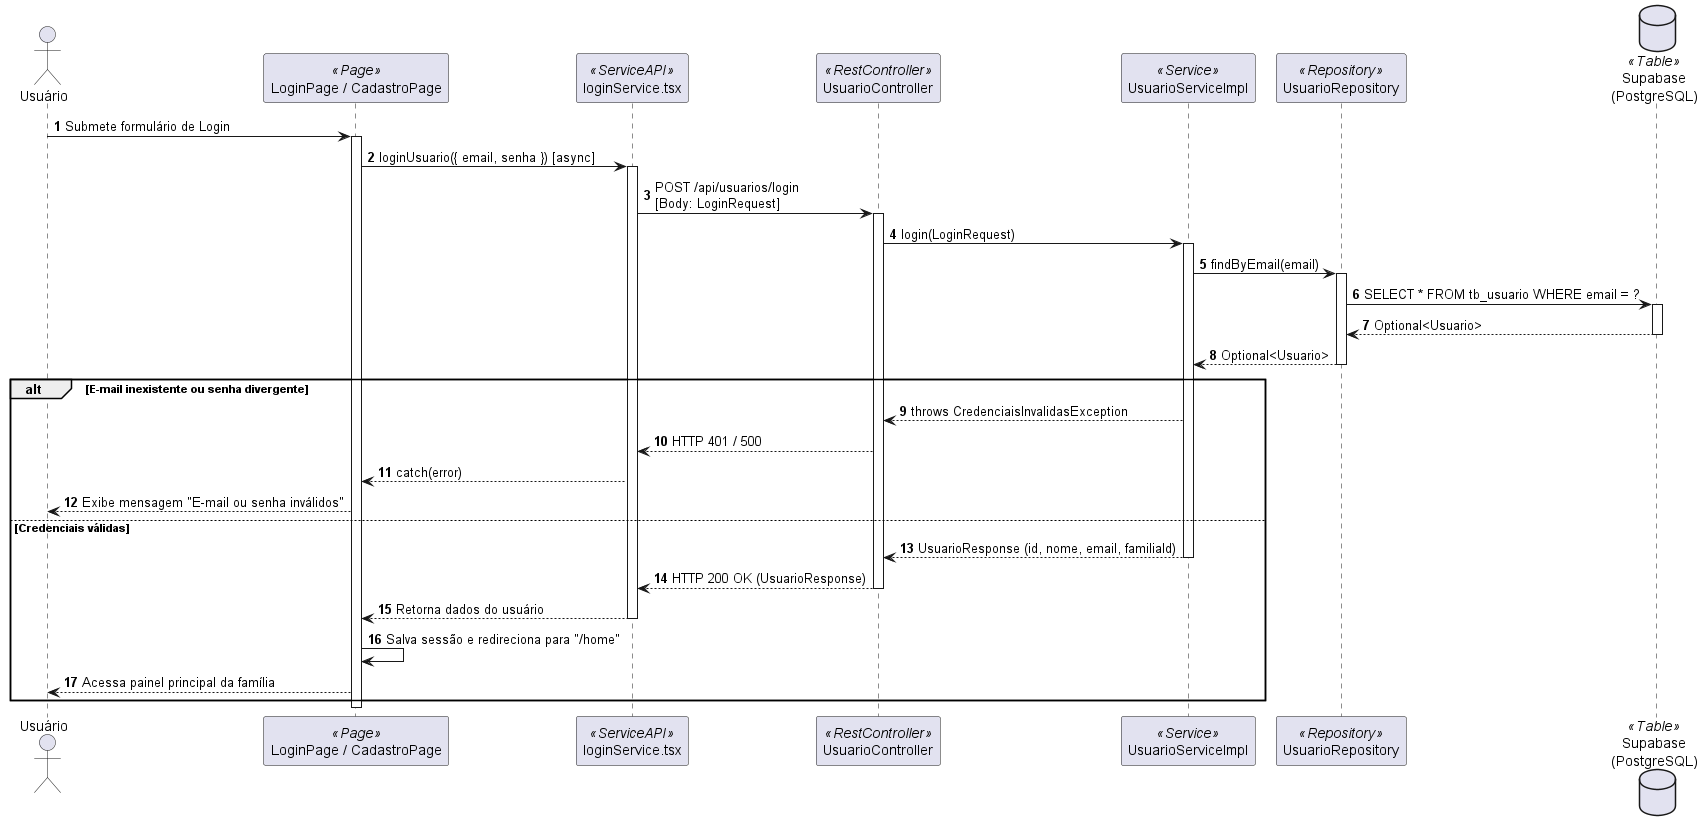 Usuário
«Page»
LoginPage / CadastroPage
«ServiceAPI»
loginService.tsx
«RestController»
UsuarioController
«Service»
UsuarioServiceImpl
«Repository»
UsuarioRepository
«Table»
Supabase
(PostgreSQL)
1 Submete formulário de Login
2 loginUsuario({ email, senha }) [async]
3 POST /api/usuarios/login
[Body: LoginRequest]
4 login(LoginRequest)
5 findByEmail(email)
6 SELECT * FROM tb_usuario WHERE email = ?
7 Optional<Usuario>
8 Optional<Usuario>
alt [E-mail inexistente ou senha divergente]
9 throws CredenciaisInvalidasException
10 HTTP 401 / 500
11 catch(error)
12 Exibe mensagem "E-mail ou senha inválidos"
[Credenciais válidas]
13 UsuarioResponse (id, nome, email, familiaId)
14 HTTP 200 OK (UsuarioResponse)
15 Retorna dados do usuário
16 Salva sessão e redireciona para "/home"
17 Acessa painel principal da família
Usuário
«Page»
LoginPage / CadastroPage
«ServiceAPI»
loginService.tsx
«RestController»
UsuarioController
«Service»
UsuarioServiceImpl
«Repository»
UsuarioRepository
«Table»
Supabase
(PostgreSQL)